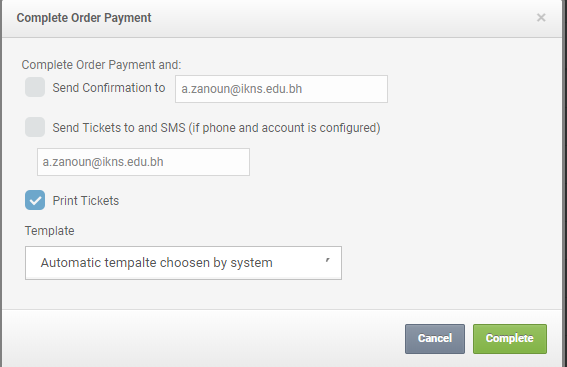 Complete Order Payment ×
Complete Order Payment and:
Send Confirmation to a.zanoun@ikns.edu.bh
Send Tickets to and SMS (if phone and account is configured)
a.zanoun@ikns.edu.bh
Print Tickets
Template
Automatic tempalte choosen by system
Cancel Complete